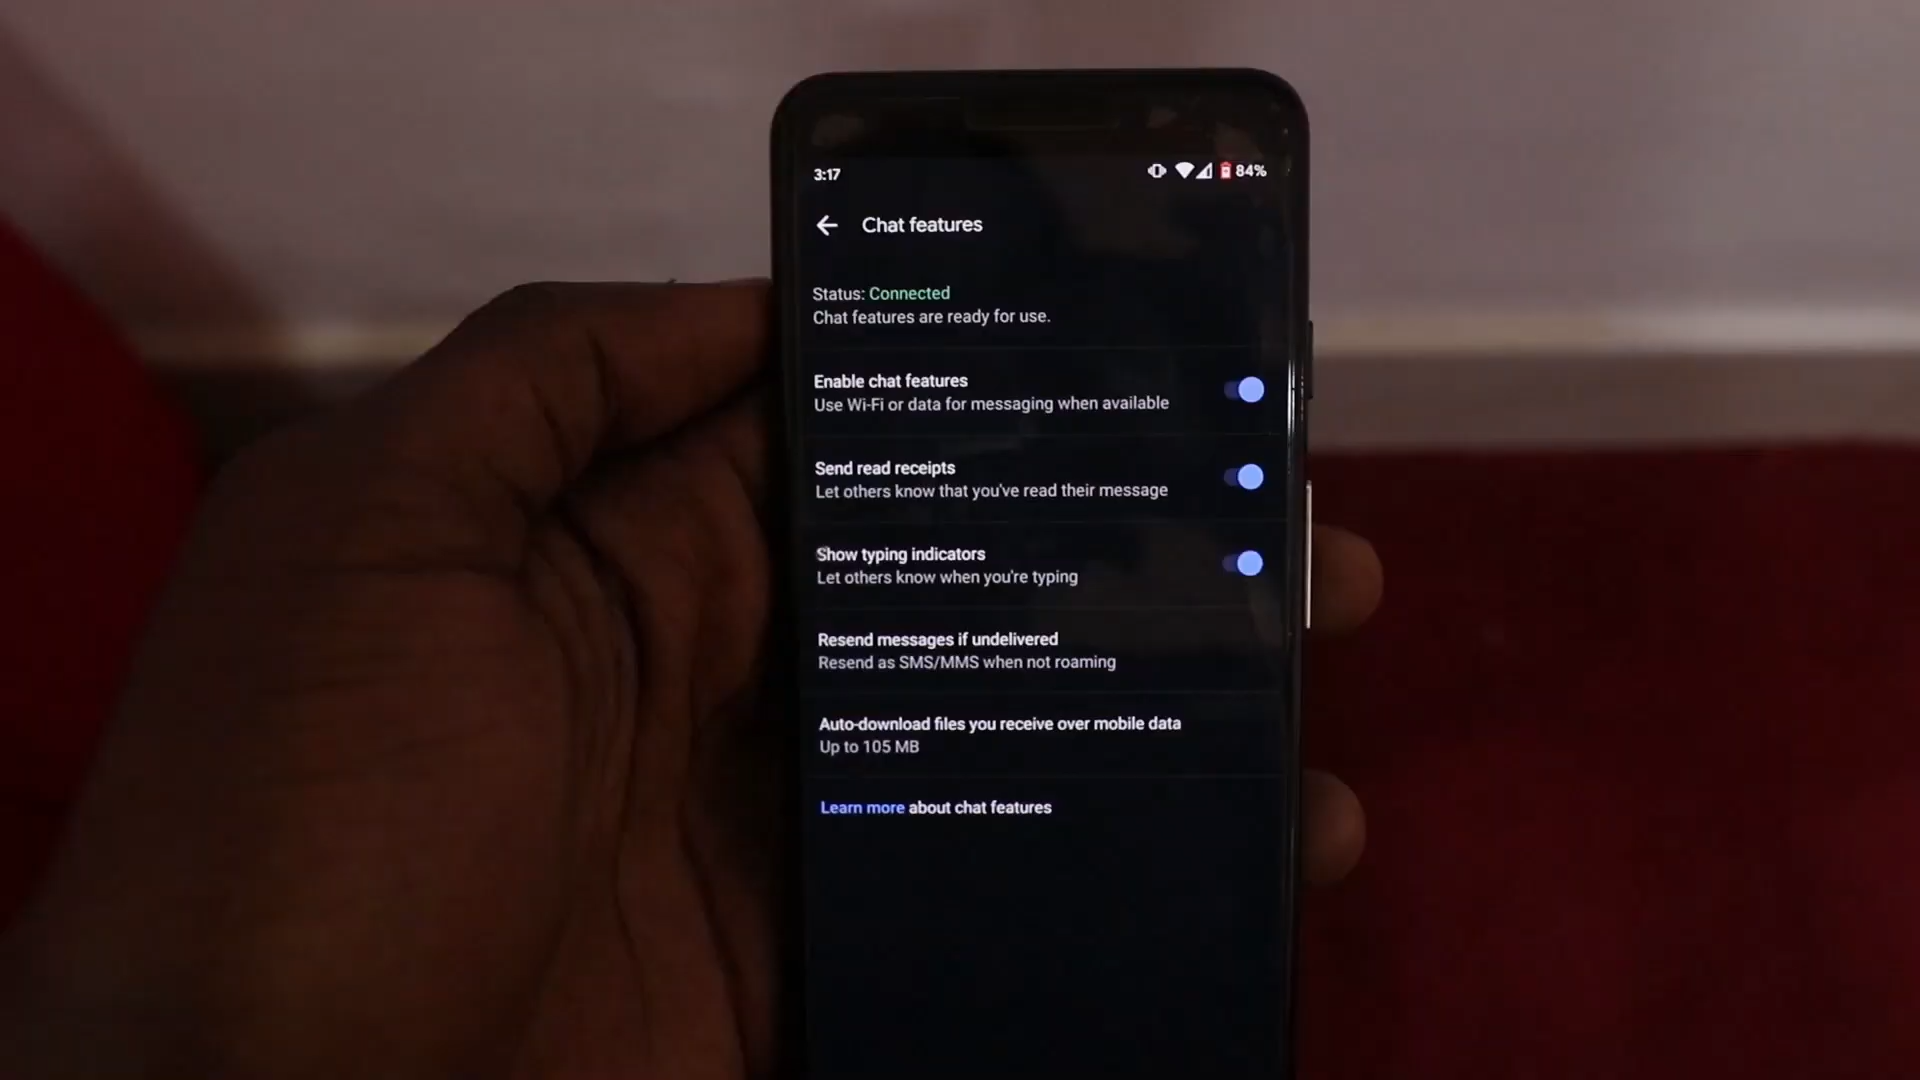 3:17
84%
Chat features
Status: Connected
Chat features are ready for use.
Enable chat features
Use Wi-Fi or data for messaging when available
Send read receipts
Let others know that you've read their message
Show typing indicators
Let others know when you're typing
Resend messages if undelivered
Resend as SMS/MMS when not roaming
Auto-download files you receive over mobile data
Up to 105 MB
Learn more about chat features